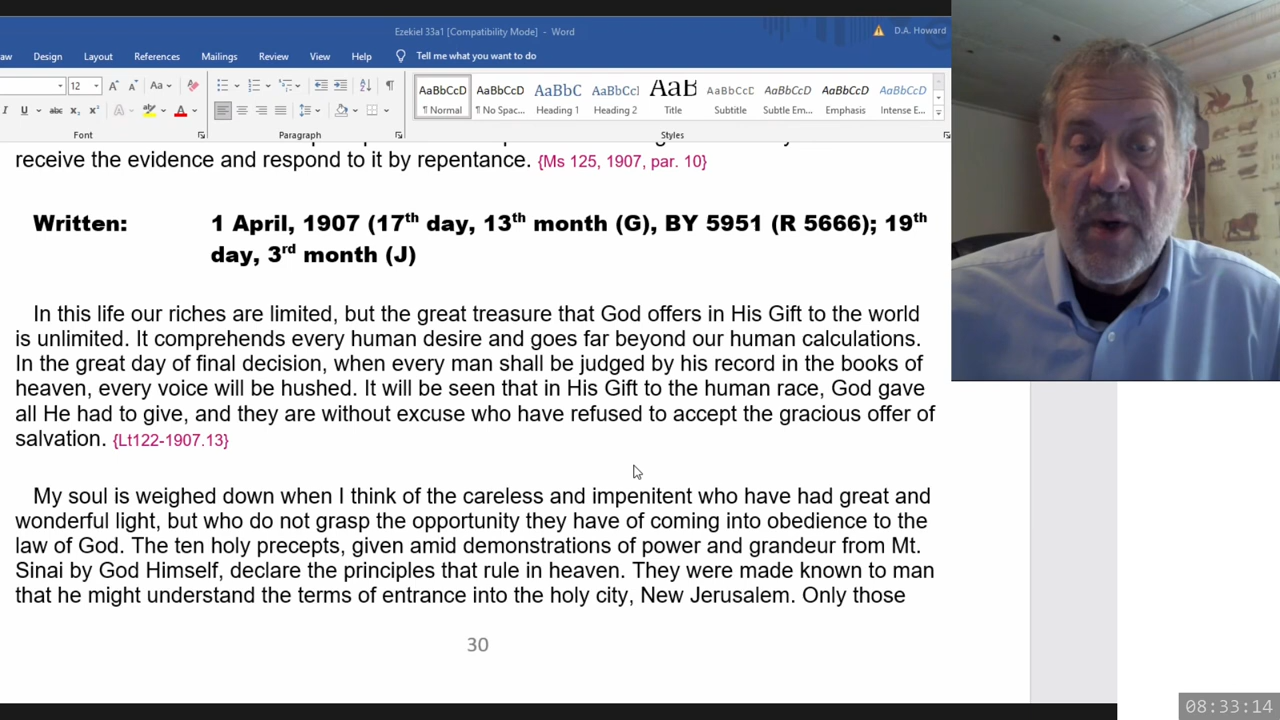 Ezekiel 33a1 [Compatibility Mode] - Word
D.A. Howard
aw Design Layout References Mailings Review View Help Tell me what you want to do
12 Aa
AaBbCcD AaBbCcD AaBbC AaBbCcl AaB AaBbCcD AaBbCcD AaBbCcD AaBbCcD
¶ Normal ¶ No Spac... Heading 1 Heading 2 Title Subtitle Subtle Em... Emphasis Intense E...
Font Paragraph Styles
receive the evidence and respond to it by repentance. {Ms 125, 1907, par. 10}
Written: 1 April, 1907 (17th day, 13th month (G), BY 5951 (R 5666); 19th
day, 3rd month (J)
In this life our riches are limited, but the great treasure that God offers in His Gift to the world
is unlimited. It comprehends every human desire and goes far beyond our human calculations.
In the great day of final decision, when every man shall be judged by his record in the books of
heaven, every voice will be hushed. It will be seen that in His Gift to the human race, God gave
all He had to give, and they are without excuse who have refused to accept the gracious offer of
salvation. {Lt122-1907.13}
My soul is weighed down when I think of the careless and impenitent who have had great and
wonderful light, but who do not grasp the opportunity they have of coming into obedience to the
law of God. The ten holy precepts, given amid demonstrations of power and grandeur from Mt.
Sinai by God Himself, declare the principles that rule in heaven. They were made known to man
that he might understand the terms of entrance into the holy city, New Jerusalem. Only those
30
08:33:14